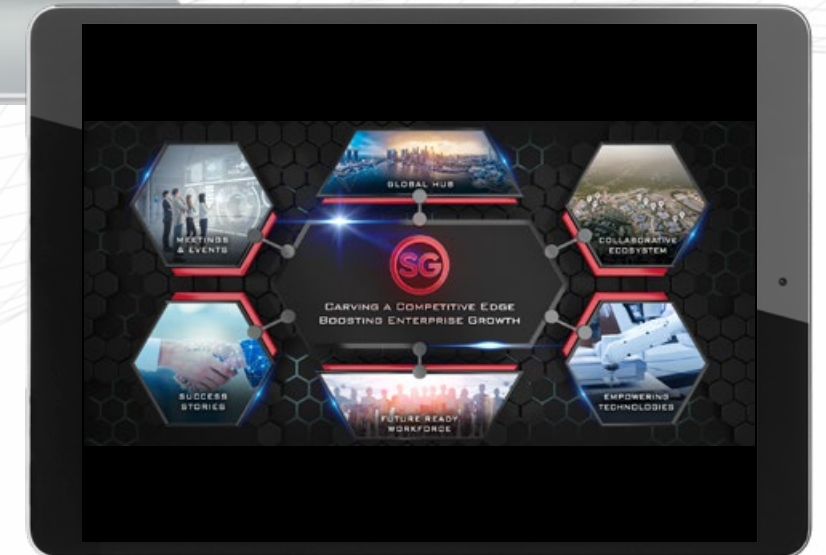 GLOBAL HUB
MEETINGS
& EVENTS
COLLABORATIVE
ECOSYSTEM
SG
CARVING A COMPETITIVE EDGE
BOOSTING ENTERPRISE GROWTH
SUCCESS
STORIES
FUTURE READY
WORKFORCE
EMPOWERING
TECHNOLOGIES